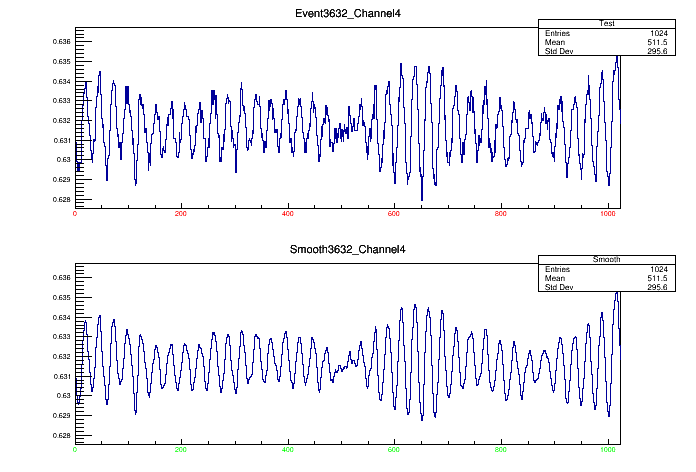 Event3632_Channel4
Test
Entries 1024
Mean 511.5
Std Dev 295.6
0.636
0.635
0.634
0.633
0.632
0.631
0.63
0.629
0.628
0 200 400 600 800 1000
Smooth3632_Channel4
Smooth
Entries 1024
Mean 511.5
Std Dev 295.6
0.636
0.635
0.634
0.633
0.632
0.631
0.63
0.629
0.628
0 200 400 600 800 1000